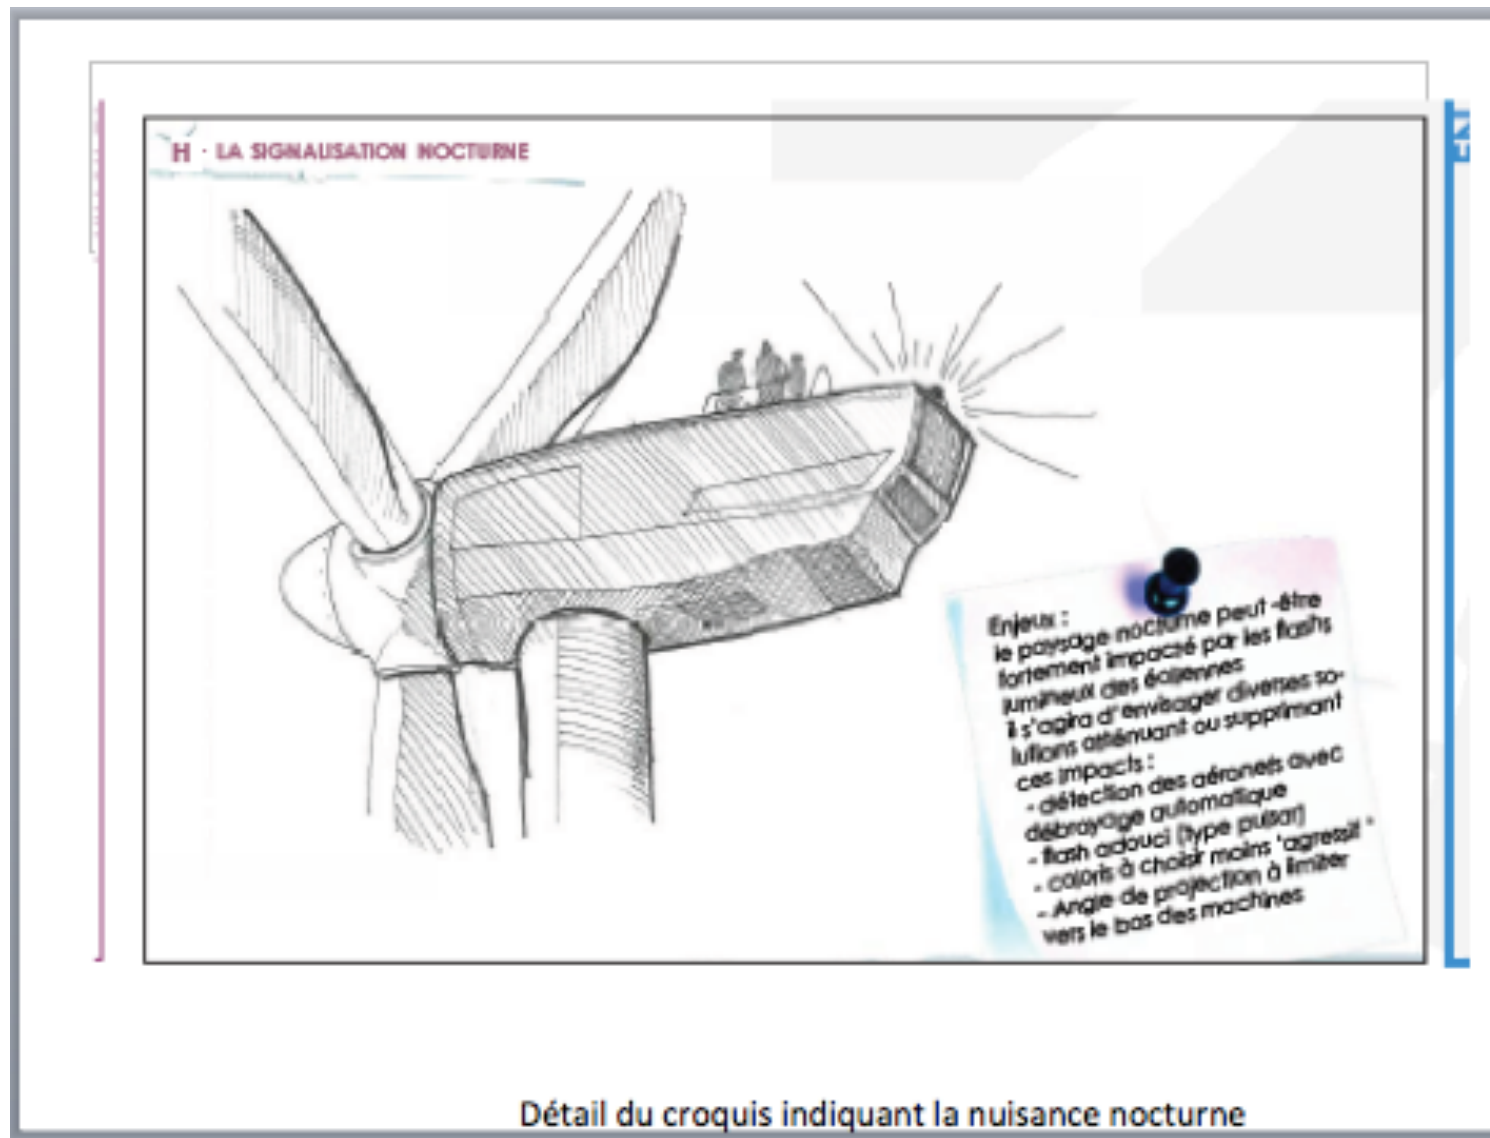 H · LA SIGNALISATION NOCTURNE
Enjeux :
le paysage nocturne peut -être
fortement impacté par les flashs
lumineux des éoliennes
il s'agira d'envisager diverses so-
lutions atténuant ou supprimant
ces impacts :
- détection des aéronefs avec
débrayage automatique
- flash adouci (type pulsar)
- coloris à choisir moins "agressif "
- Angle de projection à limiter
vers le bas des machines
Détail du croquis indiquant la nuisance nocturne